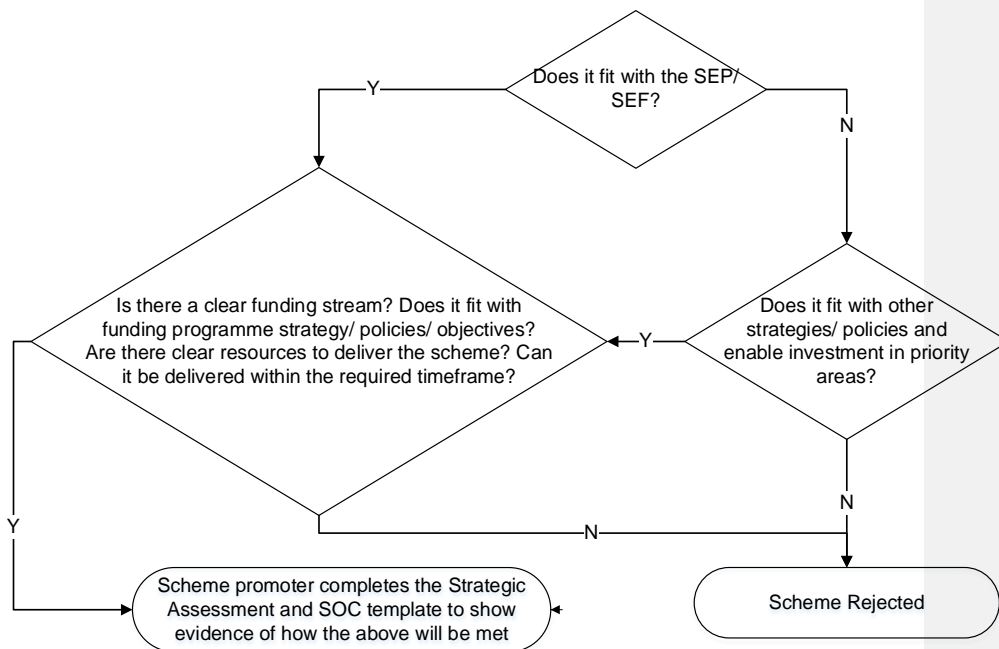 Does it fit with the SEP/
SEF?
Y
N
Is there a clear funding stream? Does it fit with
funding programme strategy/ policies/ objectives?
Are there clear resources to deliver the scheme? Can
it be delivered within the required timeframe?
Y
Does it fit with other
strategies/ policies and
enable investment in priority
areas?
Y
N
N
Scheme promoter completes the Strategic
Assessment and SOC template to show
evidence of how the above will be met
Scheme Rejected